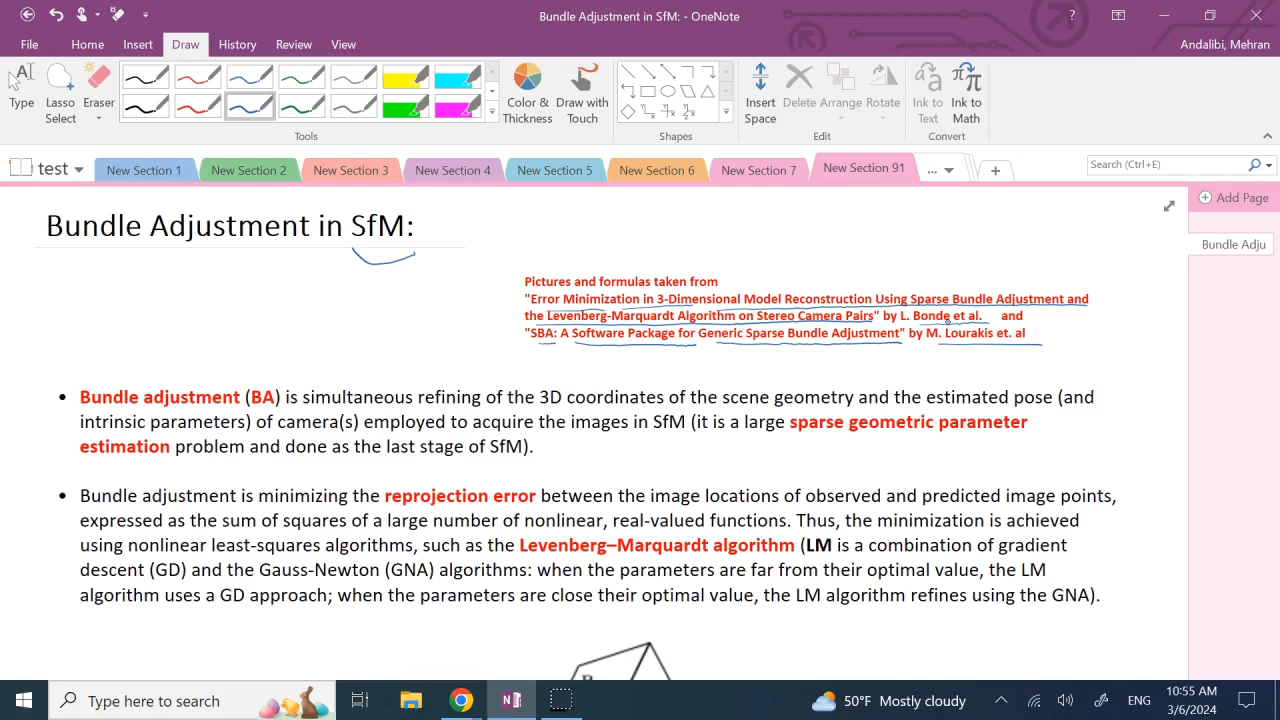 Bundle Adjustment in SfM: - OneNote
Andalibi, Mehran
File Home Insert Draw History Review View
Type
Lasso Select
Eraser
Color & Thickness
Draw with Touch
Insert Space
Delete
Arrange
Rotate
Ink to Text
Ink to Math
Tools
Shapes
Edit
Convert
test
New Section 1 New Section 2 New Section 3 New Section 4 New Section 5 New Section 6 New Section 7 New Section 91 ...
Search (Ctrl+E)
Add Page
Bundle Adju
Bundle Adjustment in SfM:
Pictures and formulas taken from
"Error Minimization in 3-Dimensional Model Reconstruction Using Sparse Bundle Adjustment and
the Levenberg-Marquardt Algorithm on Stereo Camera Pairs" by L. Bonde et al. and
"SBA: A Software Package for Generic Sparse Bundle Adjustment" by M. Lourakis et. al
• Bundle adjustment (BA) is simultaneous refining of the 3D coordinates of the scene geometry and the estimated pose (and
intrinsic parameters) of camera(s) employed to acquire the images in SfM (it is a large sparse geometric parameter
estimation problem and done as the last stage of SfM).
• Bundle adjustment is minimizing the reprojection error between the image locations of observed and predicted image points,
expressed as the sum of squares of a large number of nonlinear, real-valued functions. Thus, the minimization is achieved
using nonlinear least-squares algorithms, such as the Levenberg–Marquardt algorithm (LM is a combination of gradient
descent (GD) and the Gauss-Newton (GNA) algorithms: when the parameters are far from their optimal value, the LM
algorithm uses a GD approach; when the parameters are close their optimal value, the LM algorithm refines using the GNA).
Type here to search
50°F Mostly cloudy
ENG
10:55 AM
3/6/2024